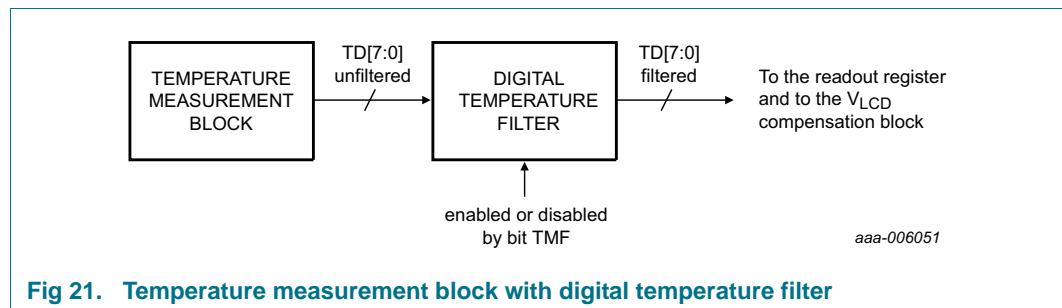 TEMPERATURE
MEASUREMENT
BLOCK
TD[7:0]
unfiltered
DIGITAL
TEMPERATURE
FILTER
TD[7:0]
filtered
To the readout register
and to the VLCD
compensation block
enabled or disabled
by bit TMF
aaa-006051
Fig 21. Temperature measurement block with digital temperature filter